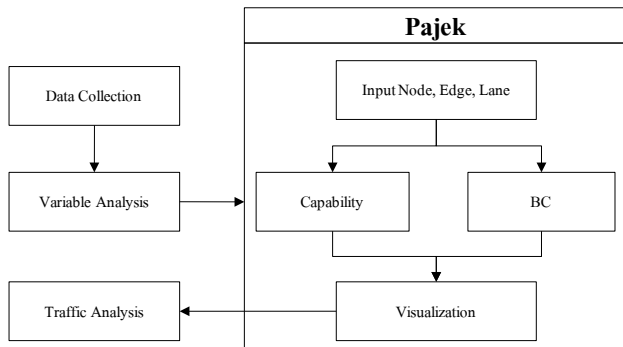 Pajek
Data Collection
Input Node, Edge, Lane
Variable Analysis
Capability
BC
Traffic Analysis
Visualization